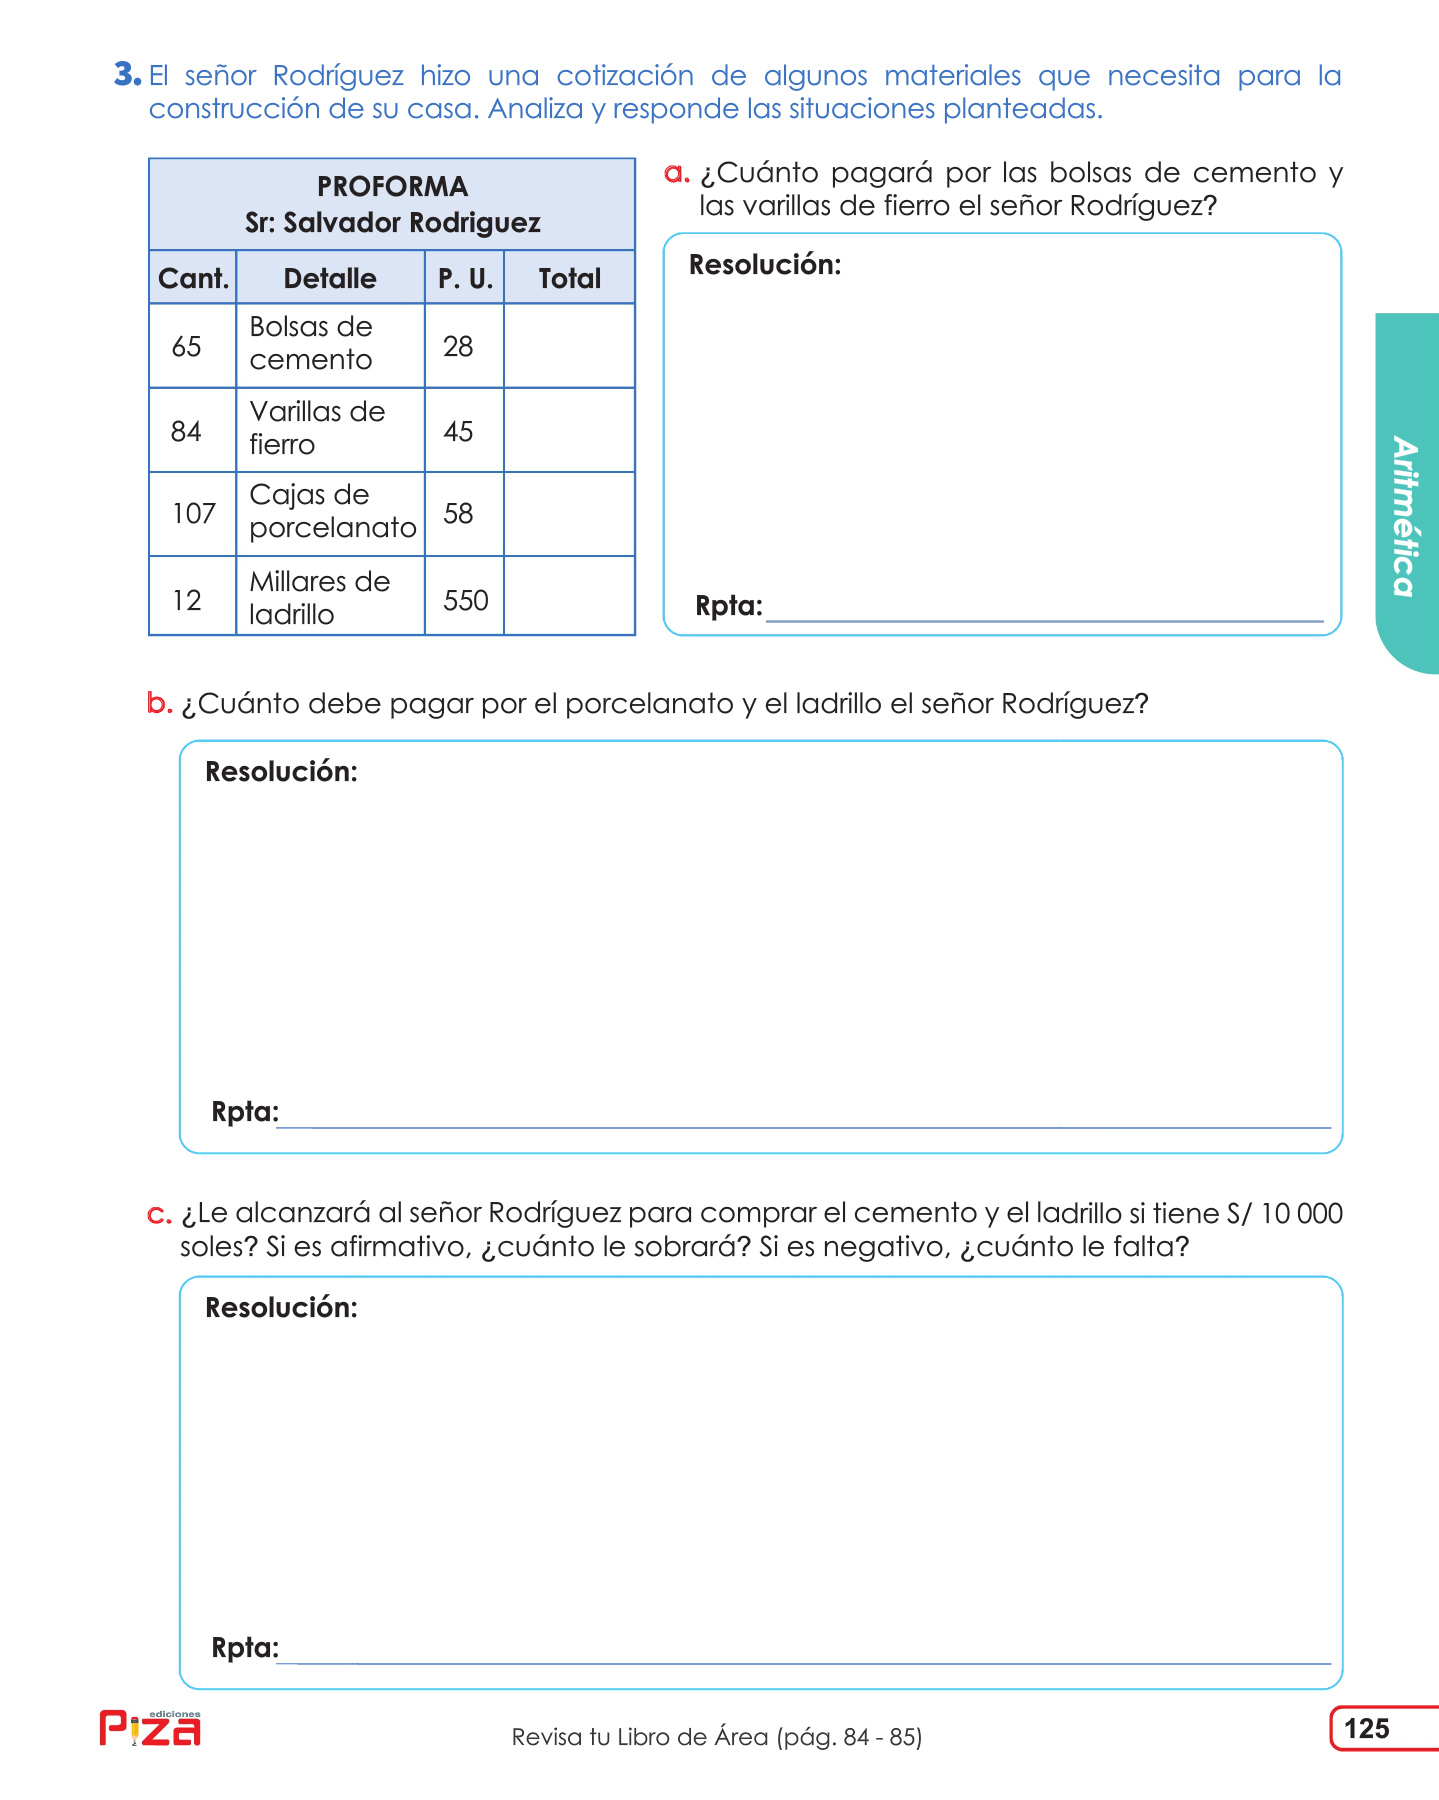 3. El señor Rodríguez hizo una cotización de algunos materiales que necesita para la
construcción de su casa. Analiza y responde las situaciones planteadas.
PROFORMA
Sr: Salvador Rodriguez
Cant. Detalle P. U. Total
65 Bolsas de cemento 28
84 Varillas de fierro 45
107 Cajas de porcelanato 58
12 Millares de ladrillo 550
a. ¿Cuánto pagará por las bolsas de cemento y
las varillas de fierro el señor Rodríguez?
Resolución:
Rpta:
Aritmética
b. ¿Cuánto debe pagar por el porcelanato y el ladrillo el señor Rodríguez?
Resolución:
Rpta:
c. ¿Le alcanzará al señor Rodríguez para comprar el cemento y el ladrillo si tiene S/ 10 000
soles? Si es afirmativo, ¿cuánto le sobrará? Si es negativo, ¿cuánto le falta?
Resolución:
Rpta:
ediciones
Piza
Revisa tu Libro de Área (pág. 84 - 85)
125